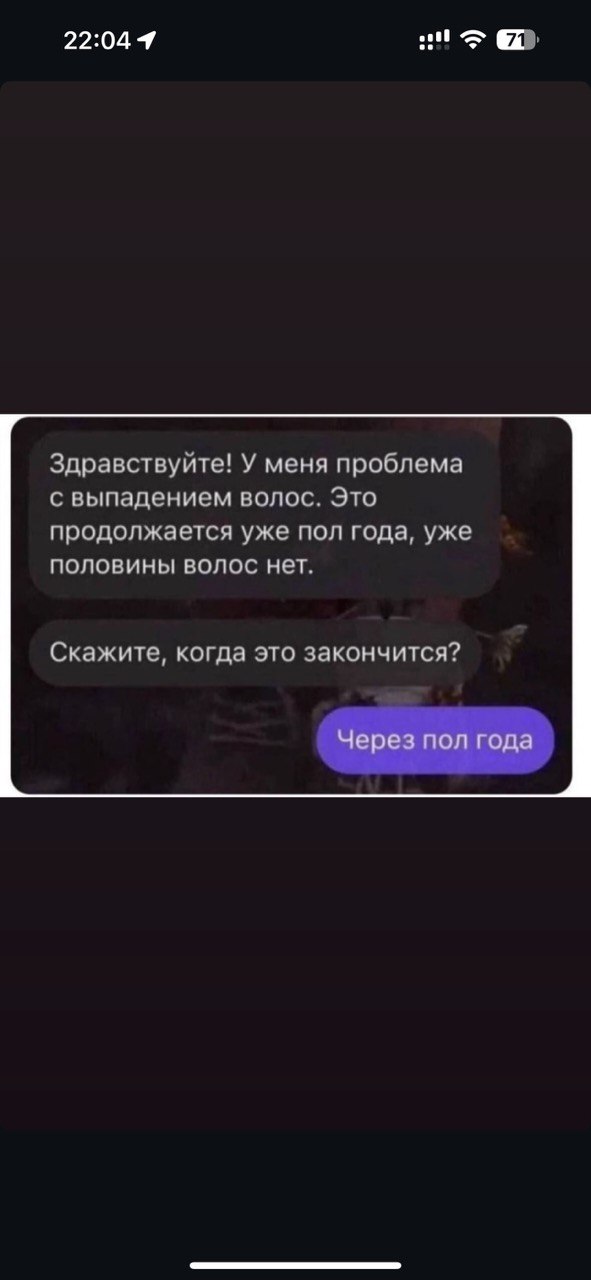 22:04
71
Здравствуйте! У меня проблема
с выпадением волос. Это
продолжается уже пол года, уже
половины волос нет.
Скажите, когда это закончится?
Через пол года